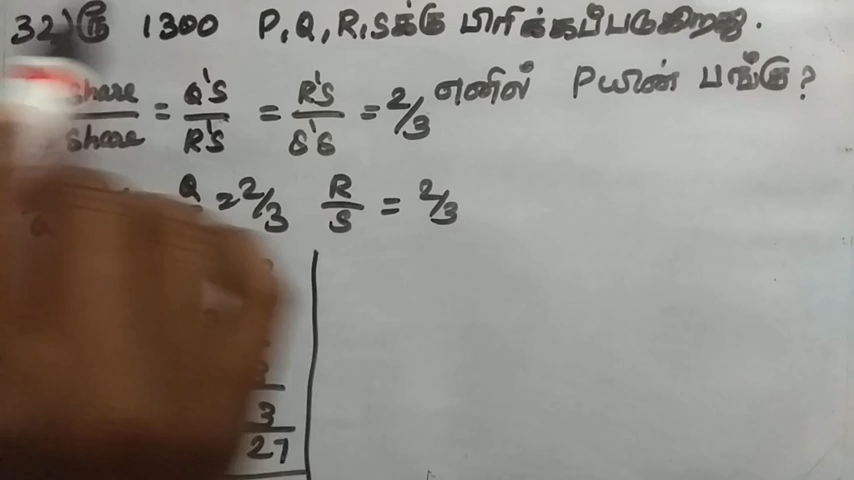 32) ரூ 1300 P, Q, R, Sக்கு பிரிக்கப்படுகிறது.
share = Q's = R's = 2/3 எனில் Pயின் பங்கு?
share R's S's
Q = 2/3 R/S = 2/3
3
27